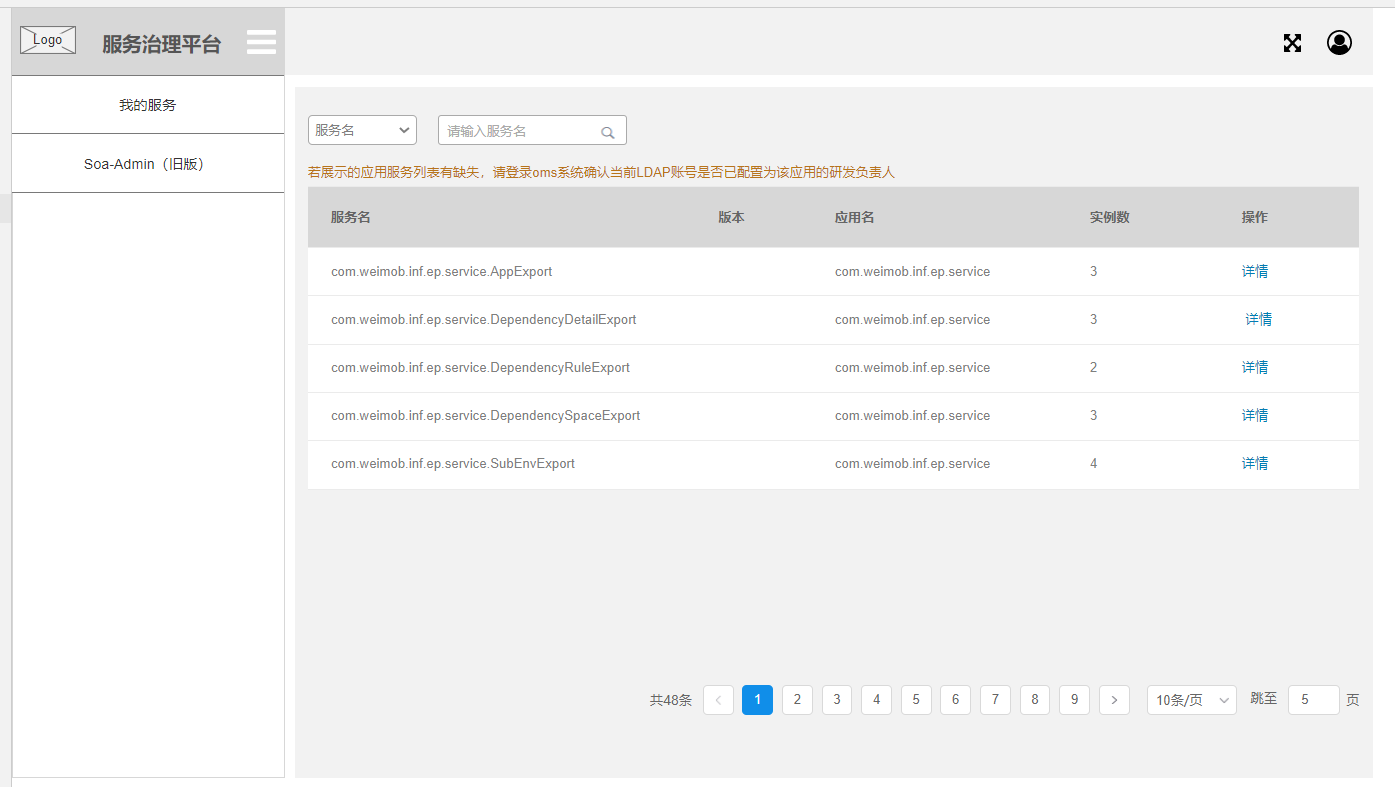 Logo 服务治理平台
我的服务
Soa-Admin（旧版）
服务名 请输入服务名
若展示的应用服务列表有缺失，请登录oms系统确认当前LDAP账号是否已配置为该应用的研发负责人
服务名 版本 应用名 实例数 操作
com.weimob.inf.ep.service.AppExport com.weimob.inf.ep.service 3 详情
com.weimob.inf.ep.service.DependencyDetailExport com.weimob.inf.ep.service 3 详情
com.weimob.inf.ep.service.DependencyRuleExport com.weimob.inf.ep.service 2 详情
com.weimob.inf.ep.service.DependencySpaceExport com.weimob.inf.ep.service 3 详情
com.weimob.inf.ep.service.SubEnvExport com.weimob.inf.ep.service 4 详情
共48条 < 1 2 3 4 5 6 7 8 9 > 10条/页 跳至 5 页